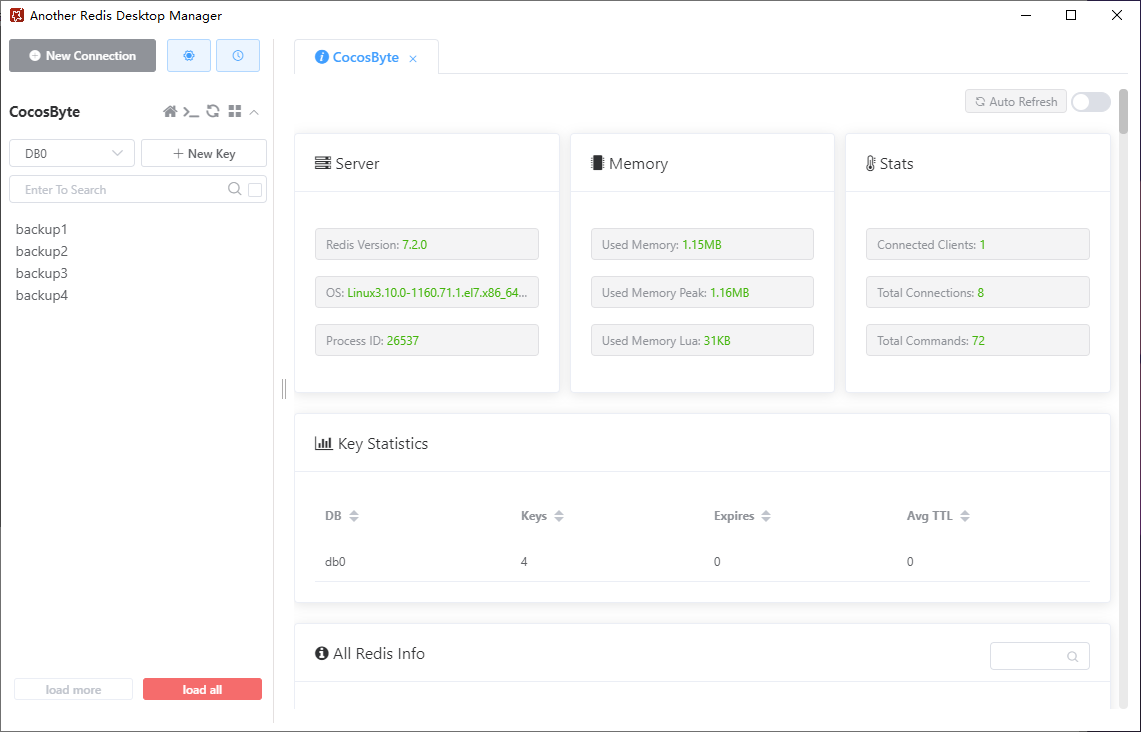 Another Redis Desktop Manager
New Connection
CocosByte
DB0
New Key
Enter To Search
backup1
backup2
backup3
backup4
load more
load all
CocosByte
Auto Refresh
Server
Redis Version: 7.2.0
OS: Linux3.10.0-1160.71.1.el7.x86_64...
Process ID: 26537
Memory
Used Memory: 1.15MB
Used Memory Peak: 1.16MB
Used Memory Lua: 31KB
Stats
Connected Clients: 1
Total Connections: 8
Total Commands: 72
Key Statistics
DB Keys Expires Avg TTL
db0 4 0 0
All Redis Info